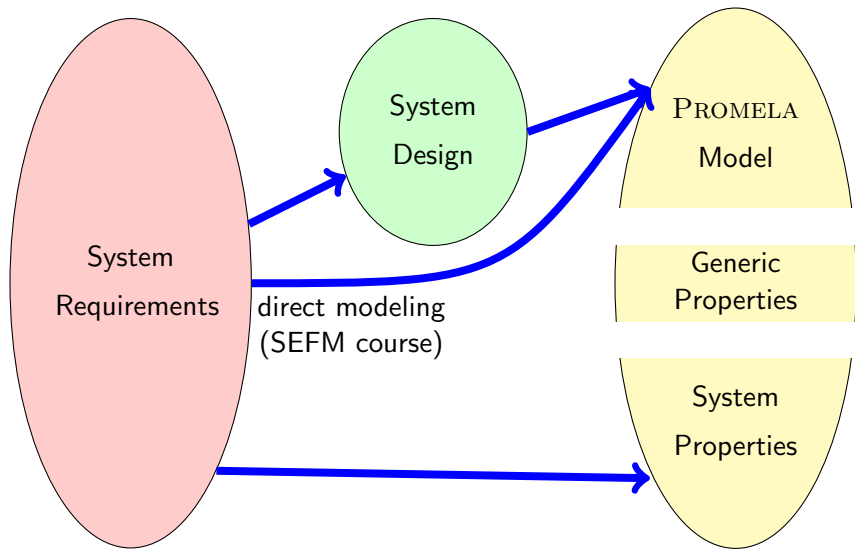 System
Requirements
System
Design
direct modeling
(SEFM course)
PROMELA
Model
Generic
Properties
System
Properties